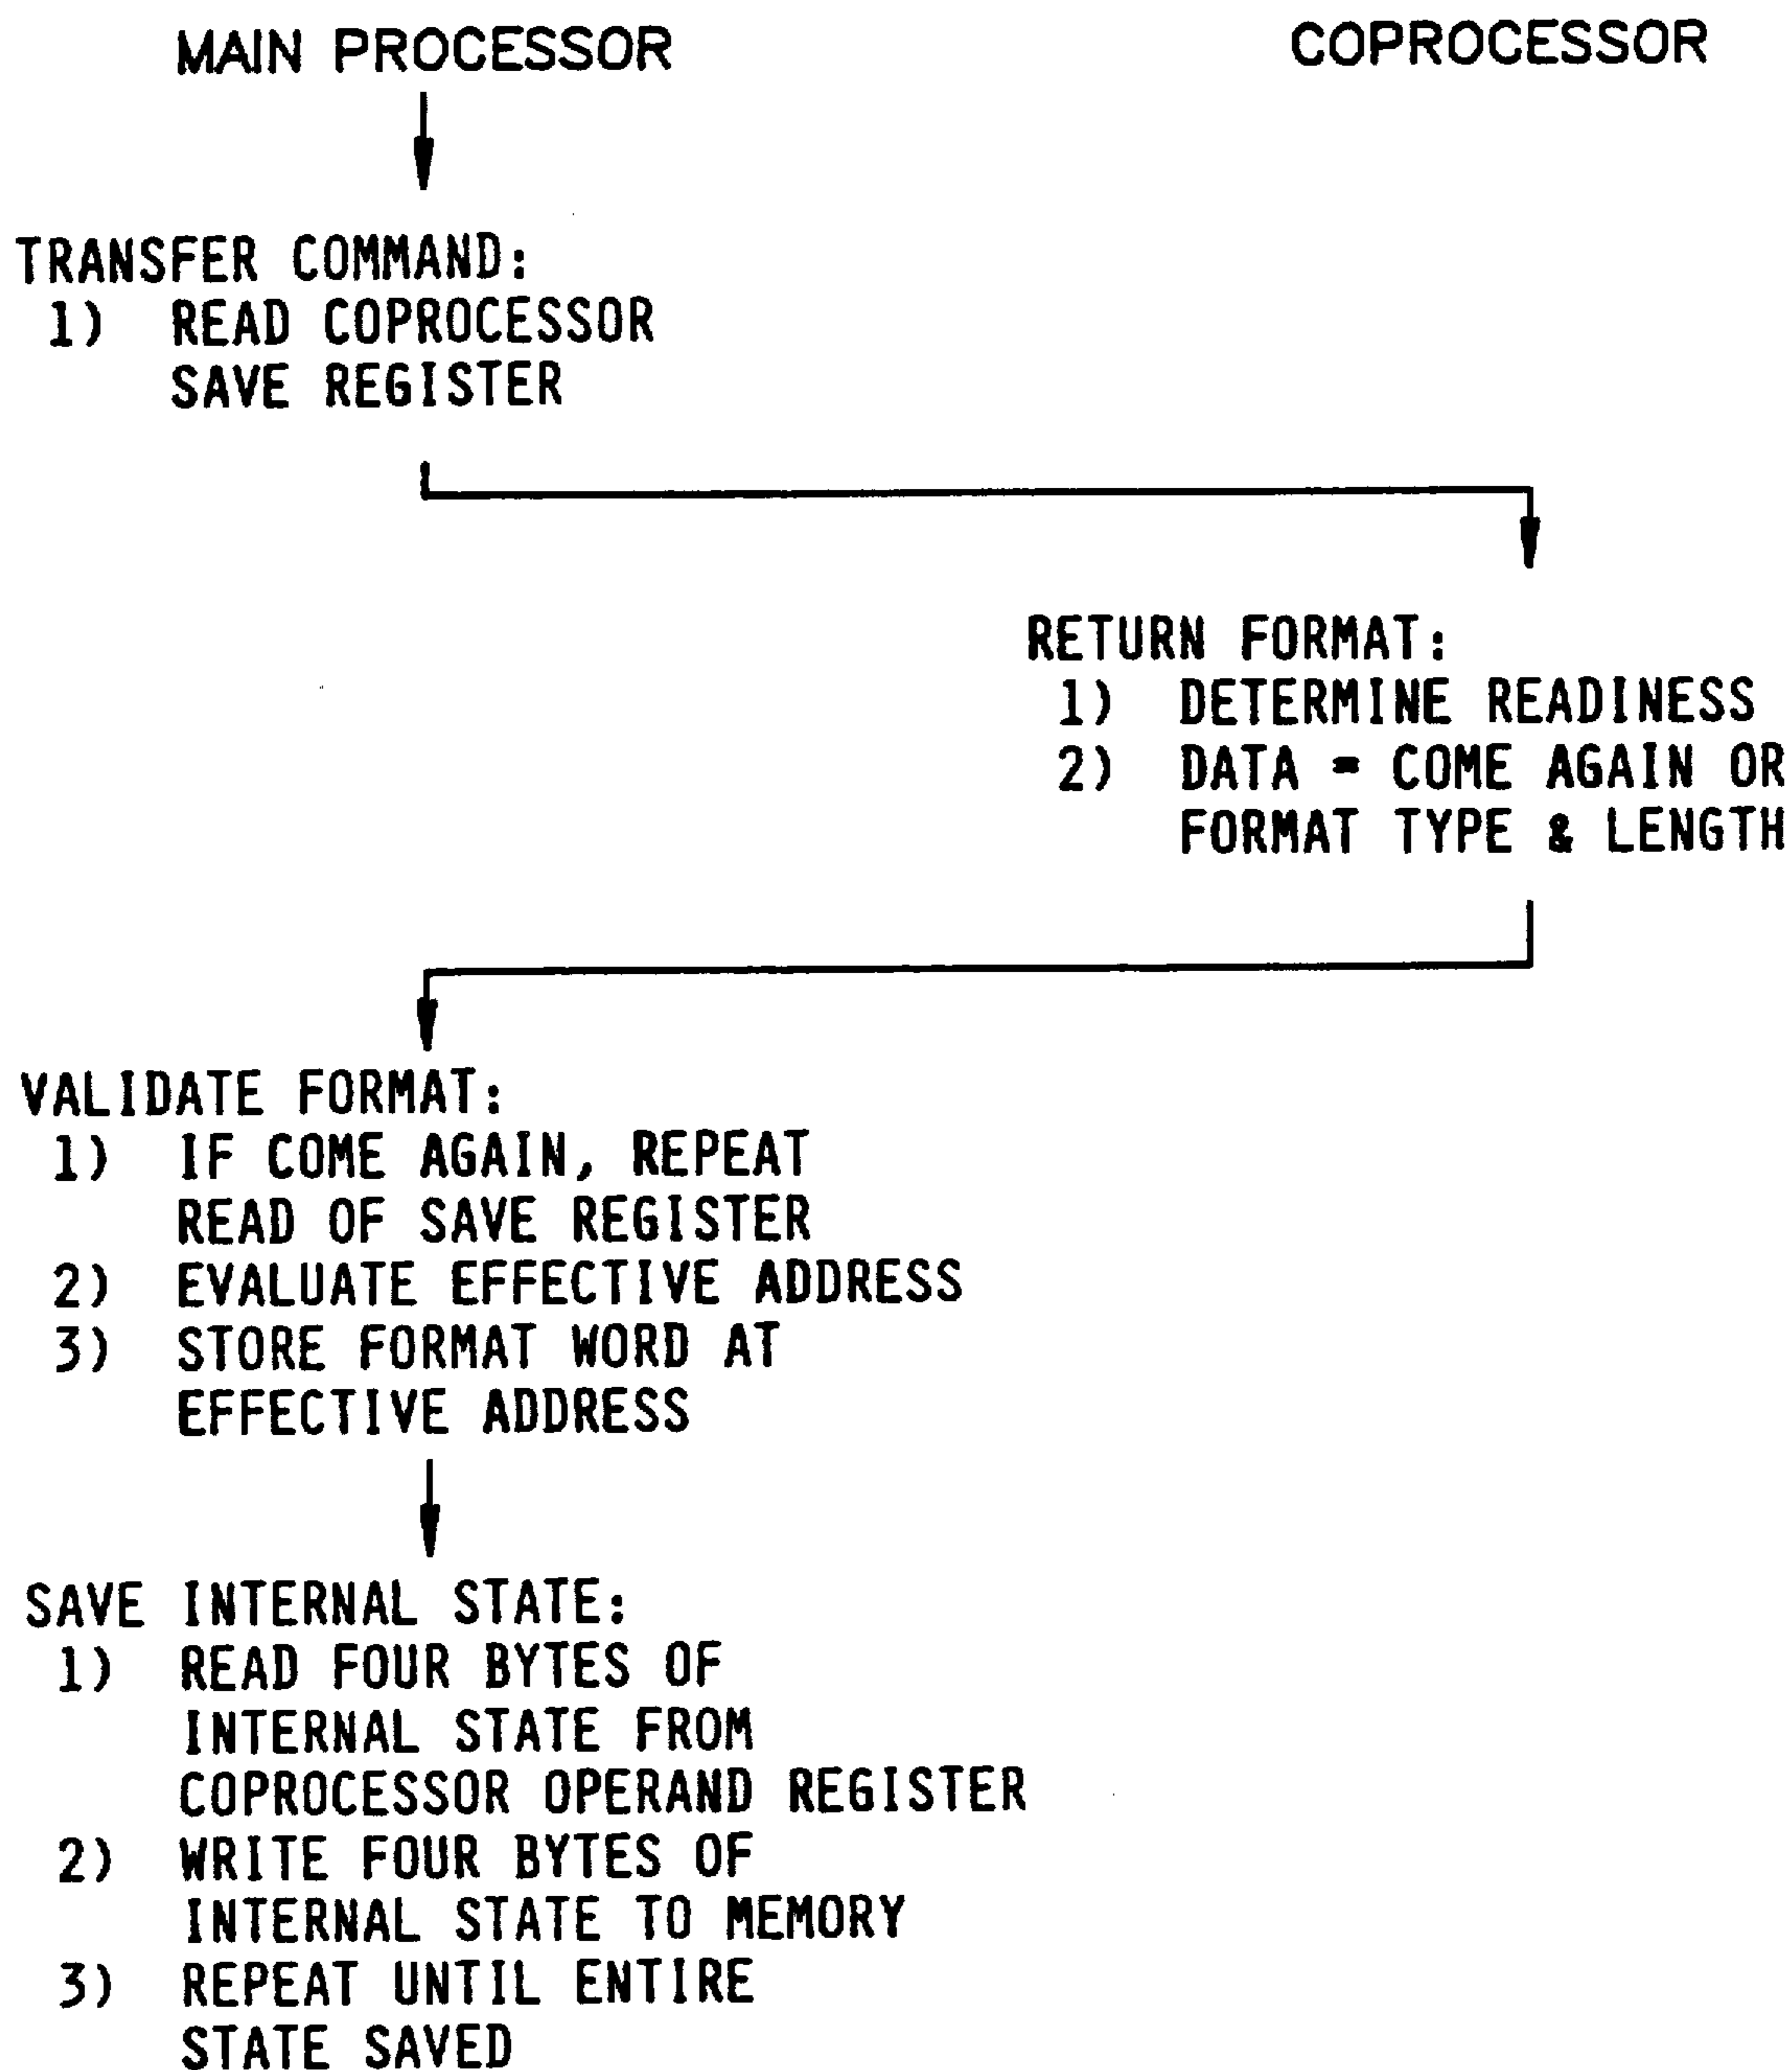 MAIN PROCESSOR
COPROCESSOR
TRANSFER COMMAND:
1) READ COPROCESSOR
SAVE REGISTER
RETURN FORMAT:
1) DETERMINE READINESS
2) DATA = COME AGAIN OR
FORMAT TYPE & LENGTH
VALIDATE FORMAT:
1) IF COME AGAIN, REPEAT
READ OF SAVE REGISTER
2) EVALUATE EFFECTIVE ADDRESS
3) STORE FORMAT WORD AT
EFFECTIVE ADDRESS
SAVE INTERNAL STATE:
1) READ FOUR BYTES OF
INTERNAL STATE FROM
COPROCESSOR OPERAND REGISTER
2) WRITE FOUR BYTES OF
INTERNAL STATE TO MEMORY
3) REPEAT UNTIL ENTIRE
STATE SAVED